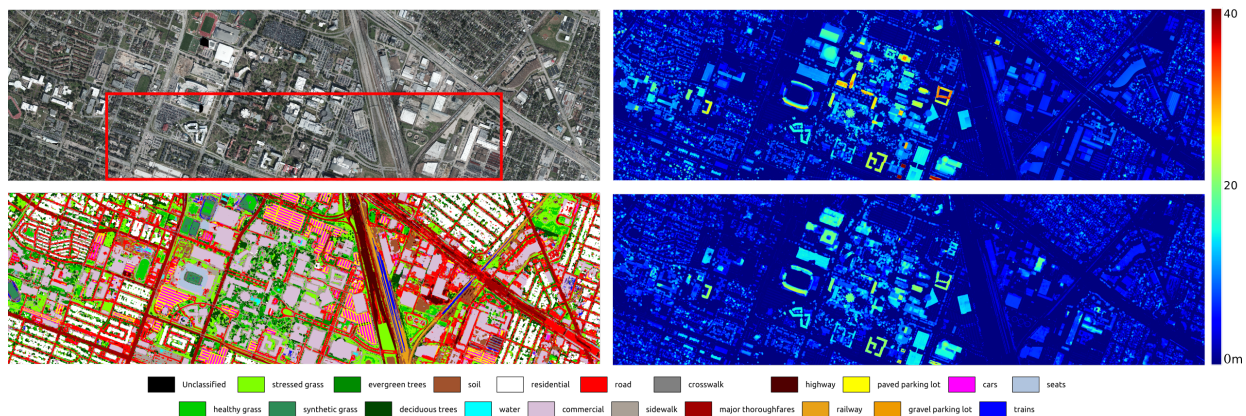 40
20
0m
Unclassified stressed grass evergreen trees soil residential road crosswalk highway paved parking lot cars seats
healthy grass synthetic grass deciduous trees water commercial sidewalk major thoroughfares railway gravel parking lot trains